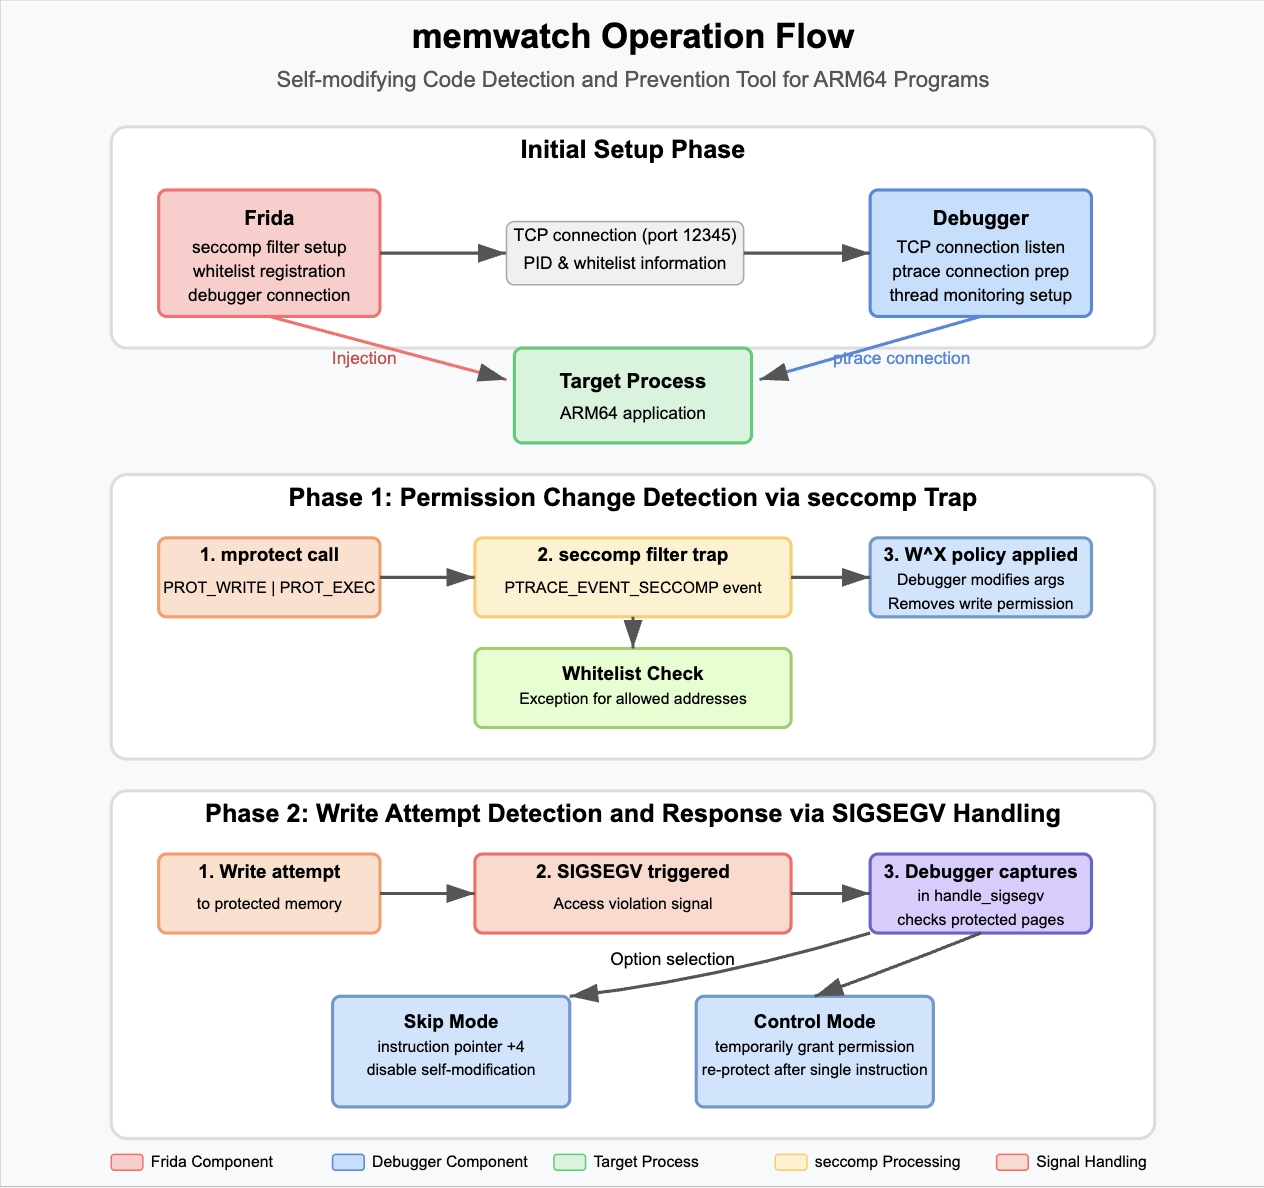 memwatch Operation Flow
Self-modifying Code Detection and Prevention Tool for ARM64 Programs
Initial Setup Phase
Frida
seccomp filter setup
whitelist registration
debugger connection
TCP connection (port 12345)
PID & whitelist information
Debugger
TCP connection listen
ptrace connection prep
thread monitoring setup
Injection
ptrace connection
Target Process
ARM64 application
Phase 1: Permission Change Detection via seccomp Trap
1. mprotect call
PROT_WRITE | PROT_EXEC
2. seccomp filter trap
PTRACE_EVENT_SECCOMP event
3. W^X policy applied
Debugger modifies args
Removes write permission
Whitelist Check
Exception for allowed addresses
Phase 2: Write Attempt Detection and Response via SIGSEGV Handling
1. Write attempt
to protected memory
2. SIGSEGV triggered
Access violation signal
3. Debugger captures
in handle_sigsegv
checks protected pages
Option selection
Skip Mode
instruction pointer +4
disable self-modification
Control Mode
temporarily grant permission
re-protect after single instruction
Frida Component
Debugger Component
Target Process
seccomp Processing
Signal Handling